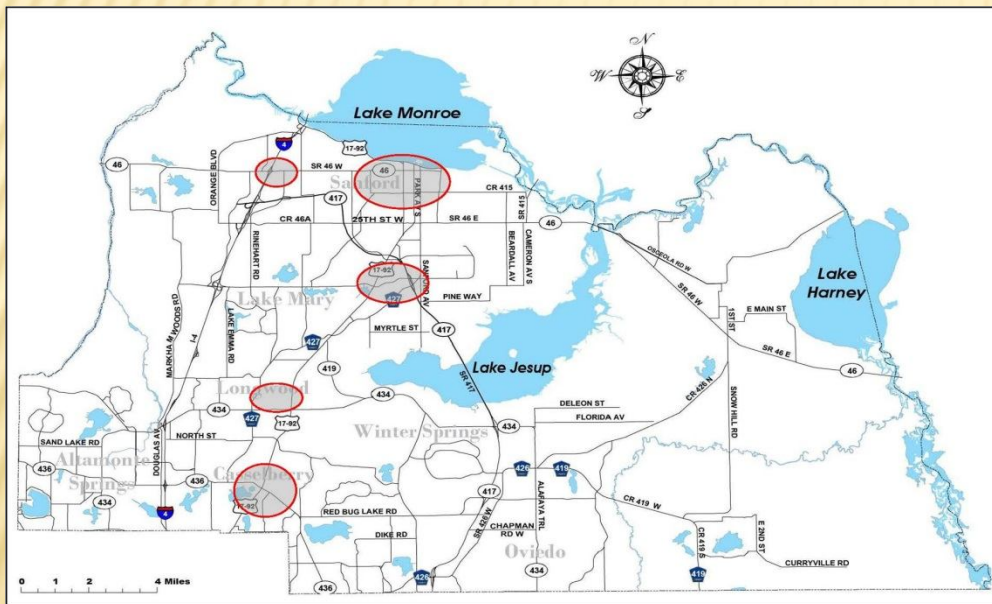 N
W
E
S
Lake Monroe
4
17-92
46
ORANGE BLVD
SR 46 W
46
Sanford
PARK AV S
CR 415
SR 415
417
CR 46A
25TH ST W
SR 46 E
46
RINEHART RD
BEARDALL AV
CAMERON AV S
OSCEOLA RD W
17-92
SANFORD AV
SR 46 W
Lake
Harney
Lake Mary
427
PINE WAY
1ST ST
E MAIN ST
MARKHAM WOODS RD
LAKE EMMA RD
MYRTLE ST
417
427
I-4
SR 417
Lake Jesup
SR 46 E
46
419
CR 426 N
SNOW HILL RD
Longwood
434
427
17-92
434
DELEON ST
FLORIDA AV
434
Winter Springs
SAND LAKE RD
NORTH ST
DOUGLAS AV
436
Altamonte
Springs
436
Casselberry
426
419
434
17-92
417
ALAFAYA TRL
CR 419 W
4
RED BUG LAKE RD
SR 426 W
CHAPMAN
RD W
DIKE RD
Oviedo
CR 419 S
E 2ND ST
CURRYVILLE RD
436
426
434
419
0 1 2 4 Miles